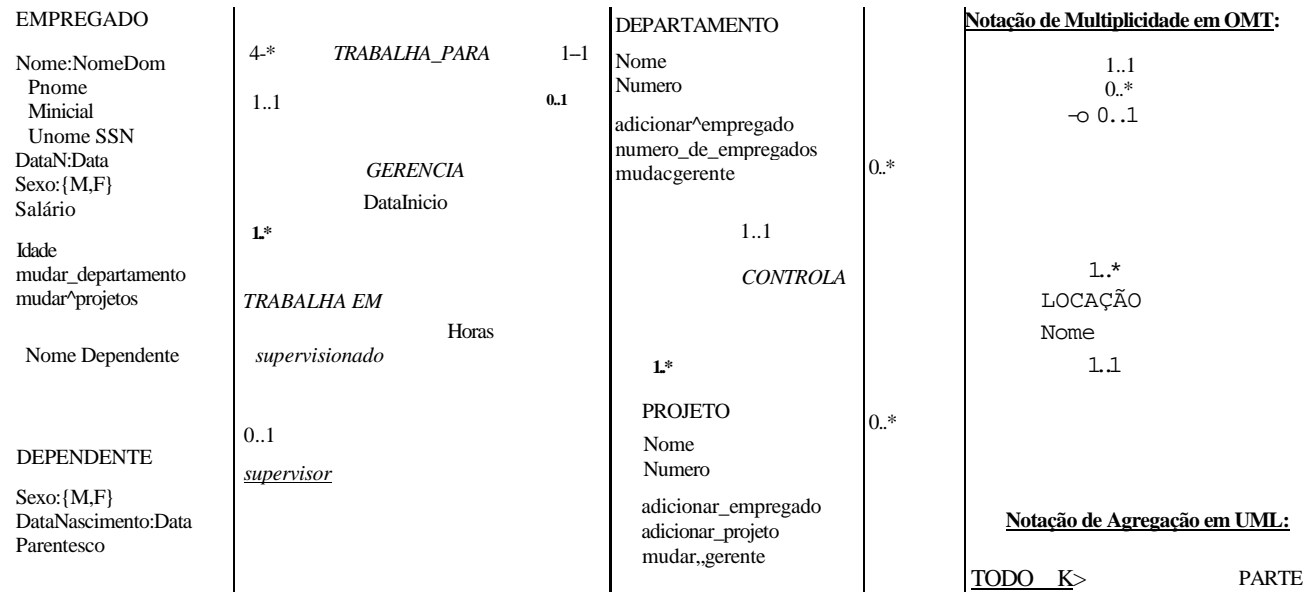 EMPREGADO
Nome:NomeDom
Pnome
Minicial
Unome SSN
DataN:Data
Sexo:{M,F}
Salário
Idade
mudar_departamento
mudar^projetos
Nome Dependente
DEPENDENTE
Sexo:{M,F}
DataNascimento:Data
Parentesco
4-* TRABALHA_PARA 1–1
1..1 0..1
GERENCIA
DataInicio
1..*
TRABALHA EM
Horas
supervisionado
0..1
supervisor
DEPARTAMENTO
Nome
Numero
adicionar^empregado
numero_de_empregados
mudacgerente
1..1
CONTROLA
1..*
PROJETO
Nome
Numero
adicionar_empregado
adicionar_projeto
mudar„gerente
0..*
0..*
Notação de Multiplicidade em OMT:
1..1
0..*
-o 0..1
1..*
LOCAÇÃO
Nome
1..1
Notação de Agregação em UML:
TODO K> PARTE